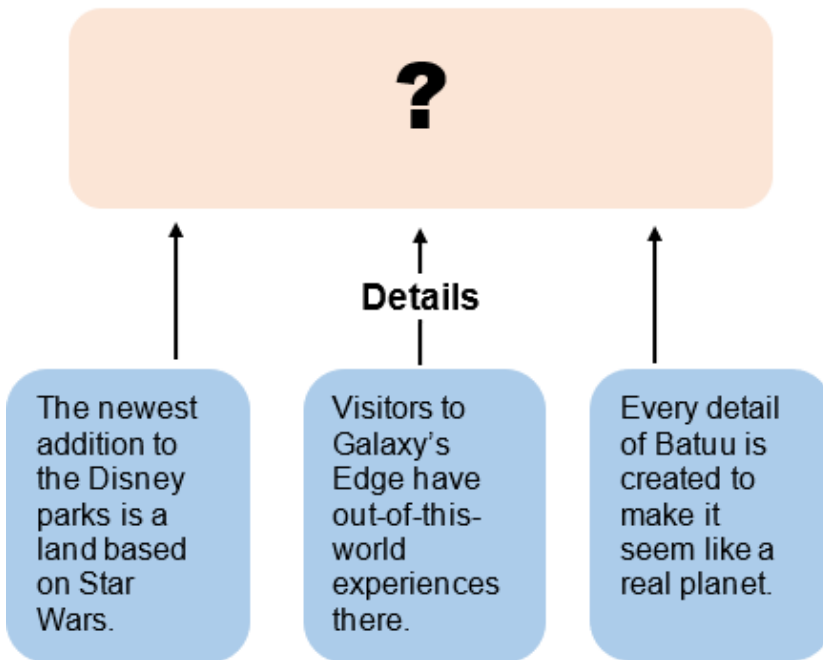 ?
Details
The newest
addition to
the Disney
parks is a
land based
on Star
Wars.
Visitors to
Galaxy’s
Edge have
out-of-this-
world
experiences
there.
Every detail
of Batuu is
created to
make it
seem like a
real planet.